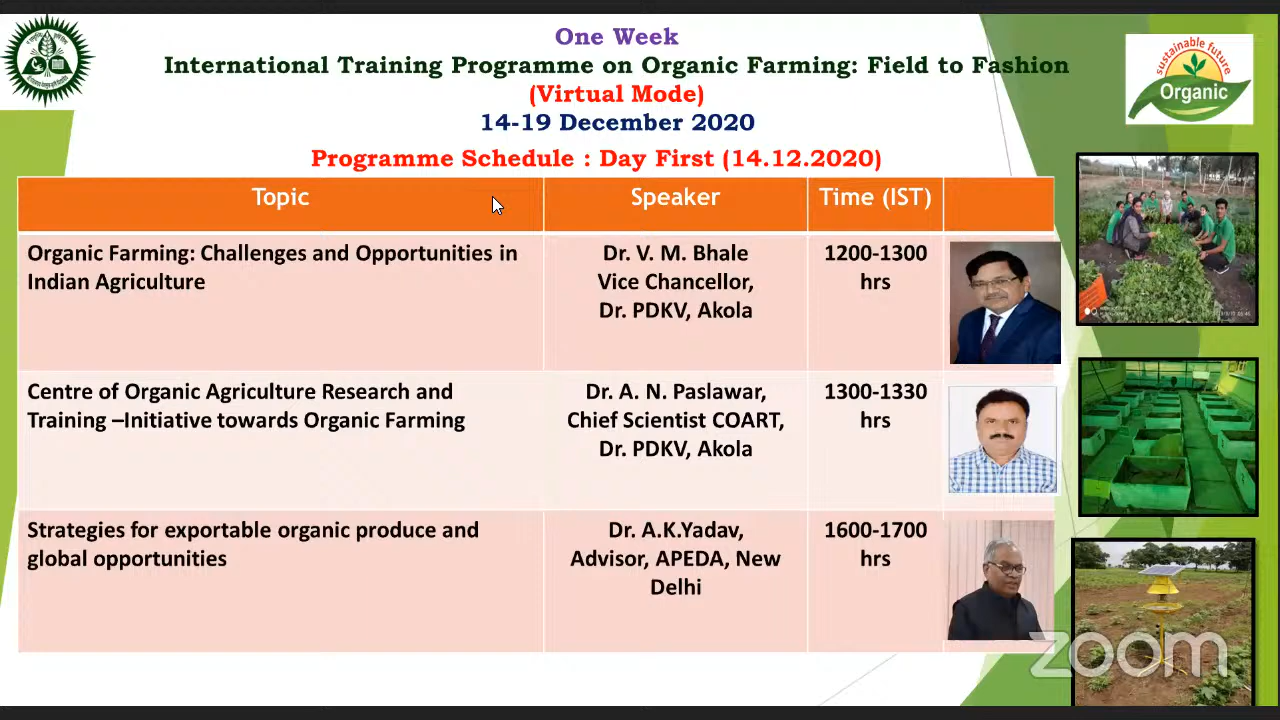 One Week
International Training Programme on Organic Farming: Field to Fashion
(Virtual Mode)
14-19 December 2020
Programme Schedule : Day First (14.12.2020)
sustainable future
Organic
Topic
Speaker
Time (IST)
Organic Farming: Challenges and Opportunities in
Indian Agriculture
Dr. V. M. Bhale
Vice Chancellor,
Dr. PDKV, Akola
1200-1300
hrs
Centre of Organic Agriculture Research and
Training –Initiative towards Organic Farming
Dr. A. N. Paslawar,
Chief Scientist COART,
Dr. PDKV, Akola
1300-1330
hrs
Strategies for exportable organic produce and
global opportunities
Dr. A.K.Yadav,
Advisor, APEDA, New
Delhi
1600-1700
hrs
zoom